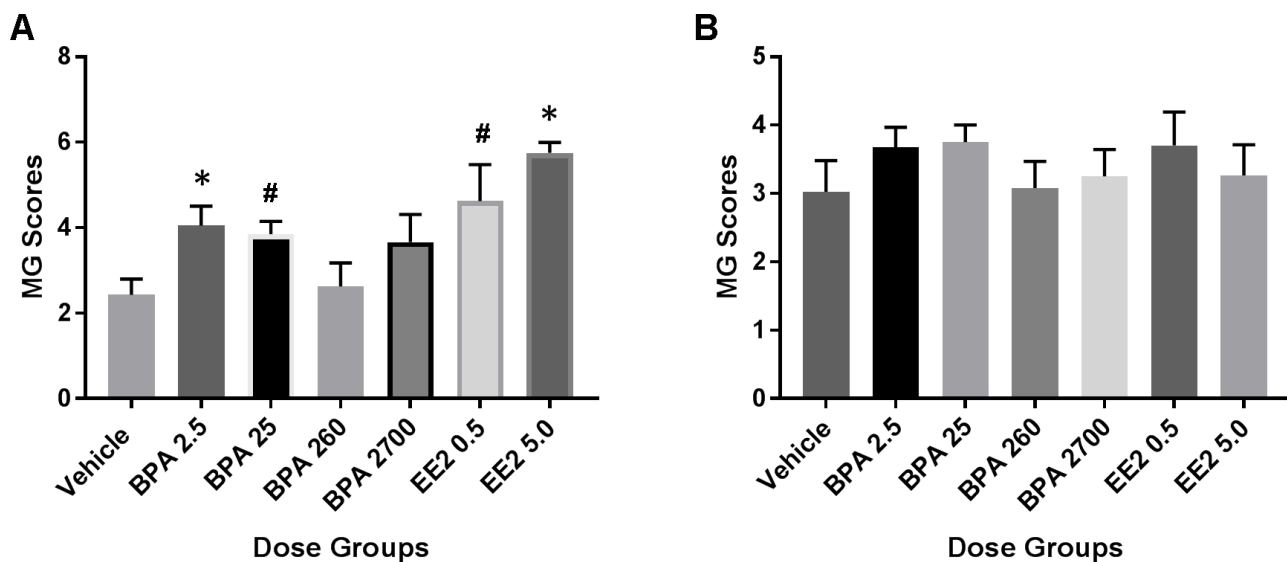 A
MG Scores
8
6
4
2
0
*
#
#
*
Vehicle
BPA 2.5
BPA 25
BPA 260
BPA 2700
EE2 0.5
EE2 5.0
Dose Groups
B
MG Scores
5
4
3
2
1
0
Vehicle
BPA 2.5
BPA 25
BPA 260
BPA 2700
EE2 0.5
EE2 5.0
Dose Groups